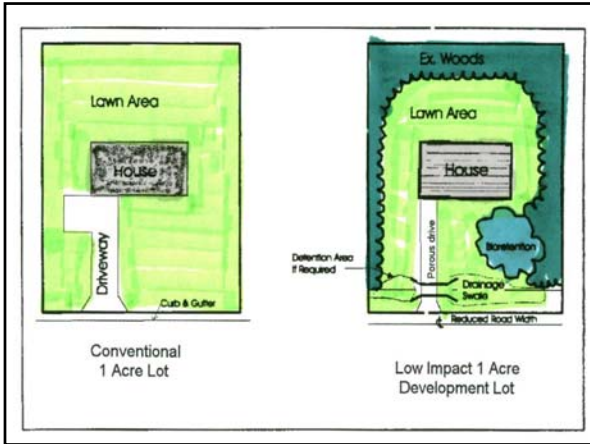 Lawn Area
House
Driveway
Curb & Gutter
Conventional
1 Acre Lot
Ex. Woods
Lawn Area
House
Bioretention
Porous drive
Detention Area
If Required
Drainage
Swale
Reduced Road Width
Low Impact 1 Acre
Development Lot